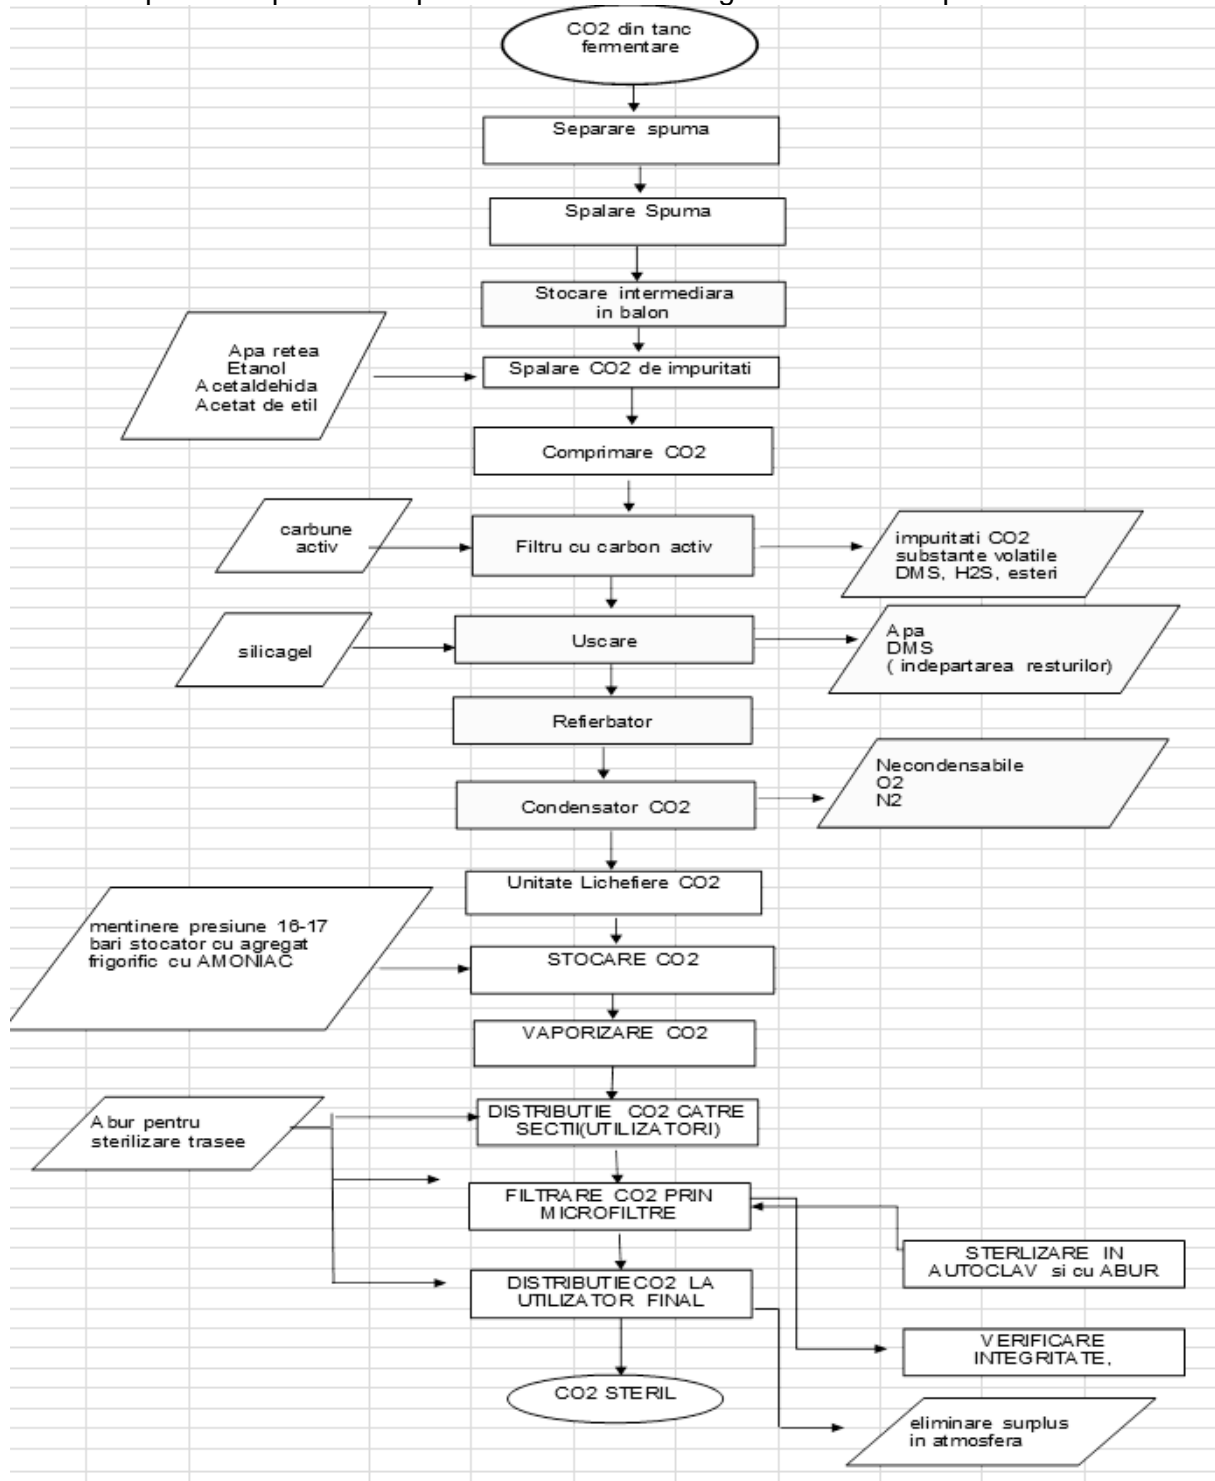 CO2 din tanc
fermentare
Separare spuma
Spalare Spuma
Stocare intermediara
in balon
Apa retea
Etanol
Acetaldehida
Acetat de etil
Spalare CO2 de impuritati
Comprimare CO2
carbune
activ
Filtru cu carbon activ
impuritati CO2
substante volatile
DMS, H2S, esteri
silicagel
Uscare
Apa
DMS
( indepartarea resturilor)
Refierbator
Necondensabile
O2
N2
Condensator CO2
Unitate Lichefiere CO2
mentinere presiune 16-17
bari stocator cu agregat
frigorific cu AMONIAC
STOCARE CO2
VAPORIZARE CO2
Abur pentru
sterilizare trasee
DISTRIBUTIE CO2 CATRE
SECTII(UTILIZATORI)
FILTRARE CO2 PRIN
MICROFILTRE
STERLIZARE IN
AUTOCLAV si cu ABUR
DISTRIBUTIE CO2 LA
UTILIZATOR FINAL
VERIFICARE
INTEGRITATE,
CO2 STERIL
eliminare surplus
in atmosfera